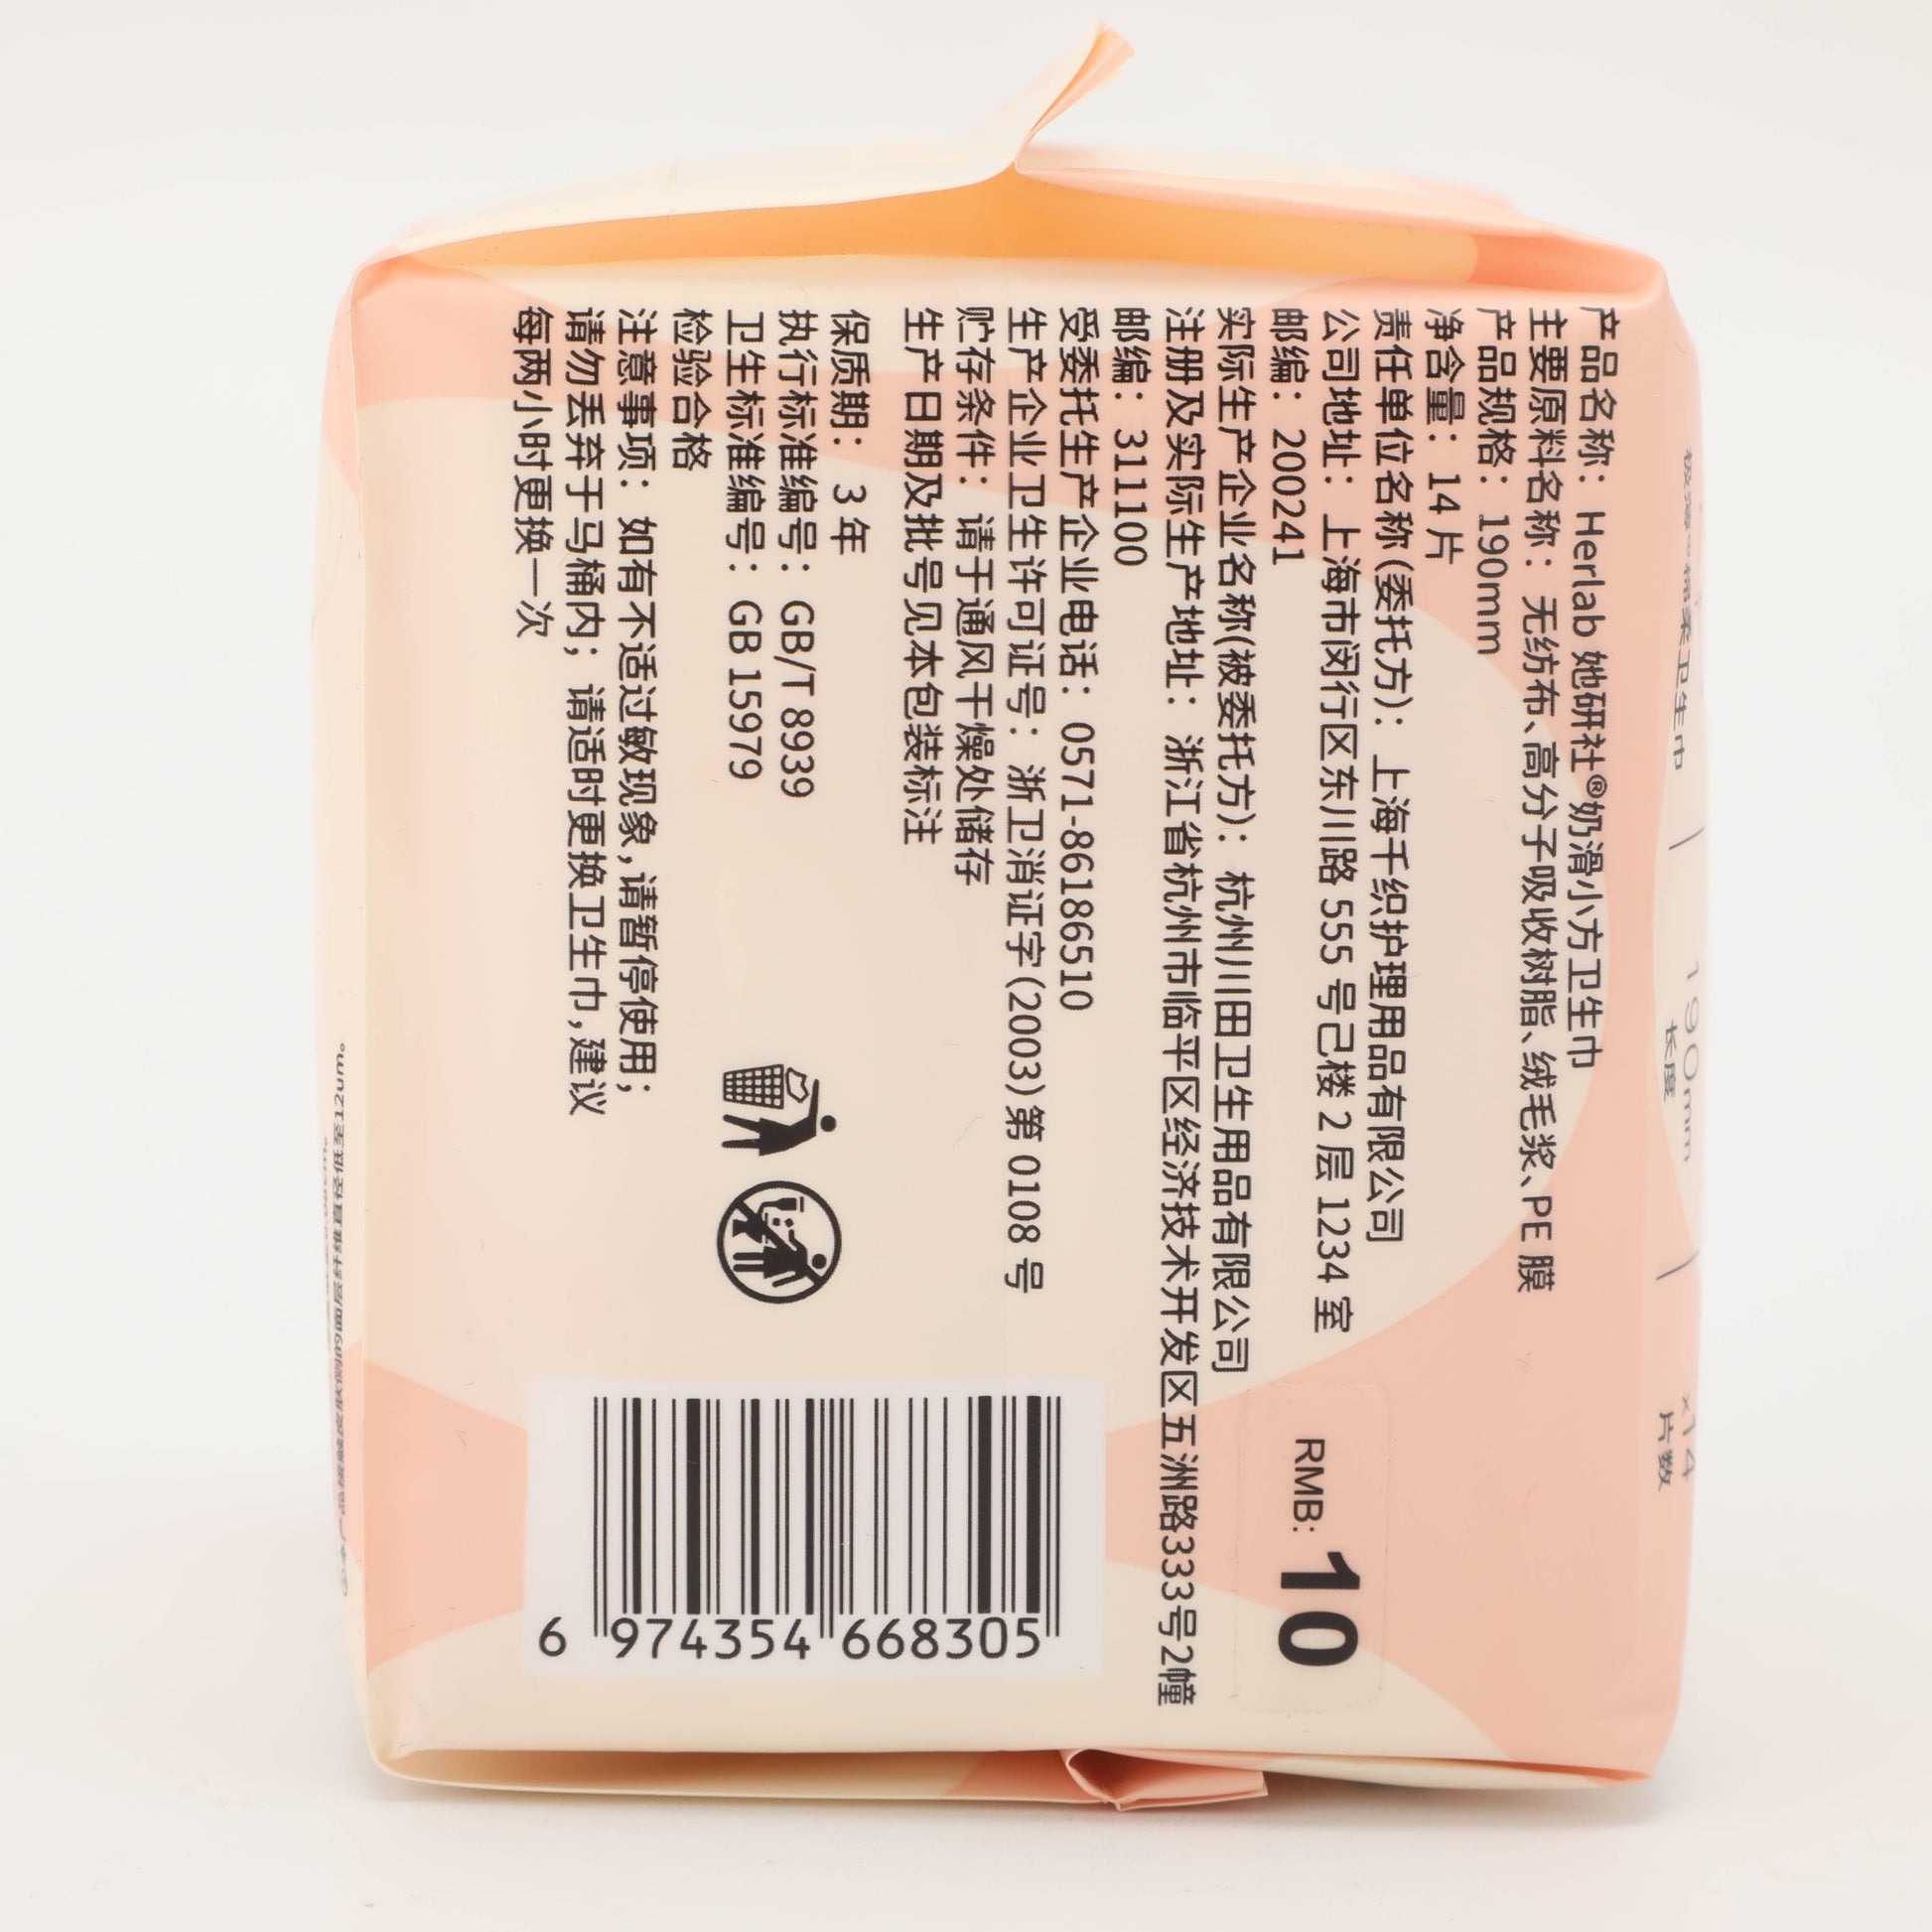 产品名称：Herlab 她研社®奶滑小方卫生巾
主要原料名称：无纺布、高分子吸收树脂、绒毛浆、PE 膜
产品规格：190mm
净含量：14 片
责任单位名称(委托方)：上海千织护理用品有限公司
公司地址：上海市闵行区东川路 555 号己楼 2 层 1234 室
邮编：200241
实际生产企业名称(被委托方)：杭州川田卫生用品有限公司
注册及实际生产地址：浙江省杭州市临平区经济技术开发区五洲路333号2幢
邮编：311100
受委托生产企业电话：0571-86186510
生产企业卫生许可证号：浙卫消证字(2003)第 0108 号
贮存条件：请于通风干燥处储存
生产日期及批号见本包装标注
保质期：3 年
执行标准编号：GB/T 8939
卫生标准编号：GB 15979
检验合格
注意事项：如有不适过敏现象,请暂停使用；
请勿丢弃于马桶内；请适时更换卫生巾,建议
每两小时更换一次
RMB: 10
6 974354 668305
190mm
长度
x14
片数